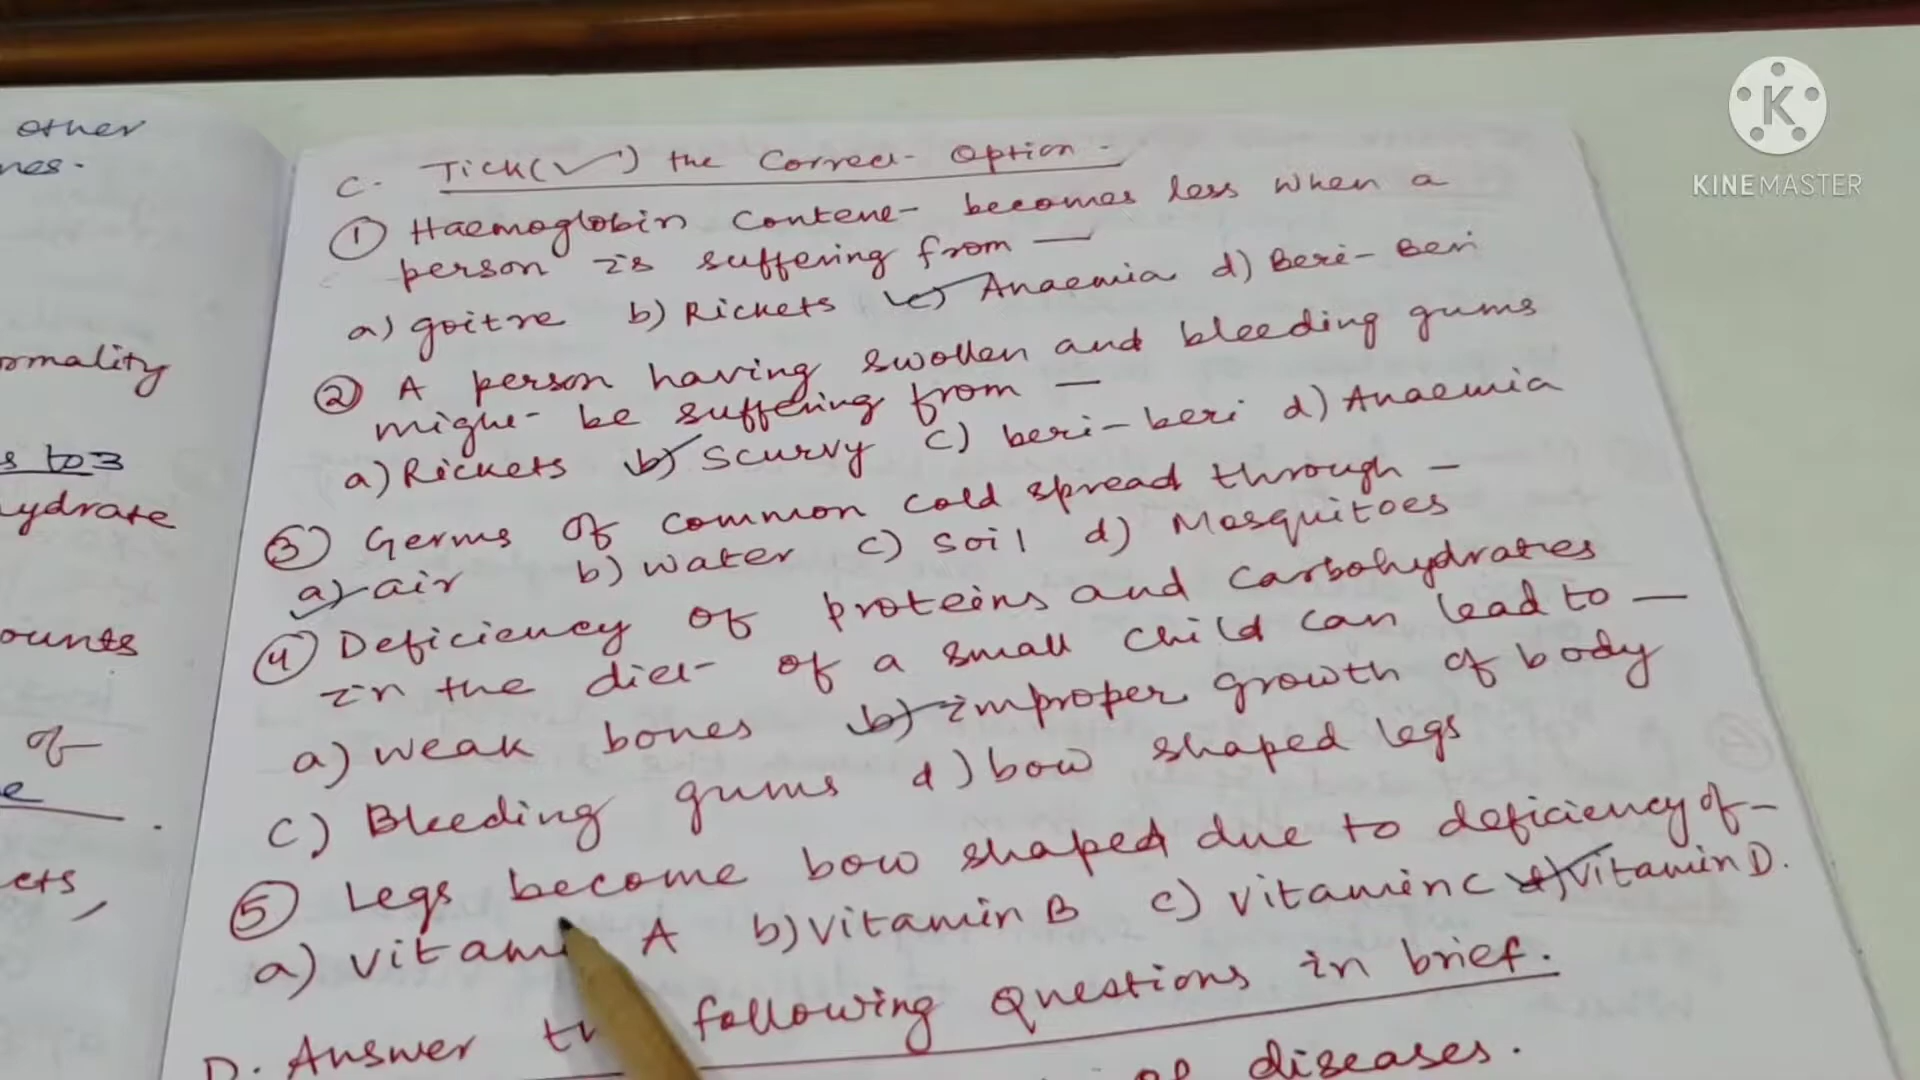 other
nes.
ormality
s to 3
ydrate
ounts
of
e
ets,
C. Tick(✓) the Correct Option -
① Haemoglobin Content becomes less when a
person is suffering from —
a) goitre b) Rickets c) Anaemia d) Beri-Beri
② A person having swollen and bleeding gums
might be suffering from —
a) Rickets b) Scurvy c) beri-beri d) Anaemia
③ Germs of common cold spread through —
a) air b) water c) soil d) Mosquitoes
④ Deficiency of proteins and carbohydrates
in the diet of a small child can lead to —
a) weak bones b) improper growth of body
c) Bleeding gums d) bow shaped legs
⑤ Legs become bow shaped due to deficiency of —
a) vitami A b) vitamin B c) vitamin C d) vitamin D.
D. Answer th following questions in brief.
of diseases.
K
KINEMASTER